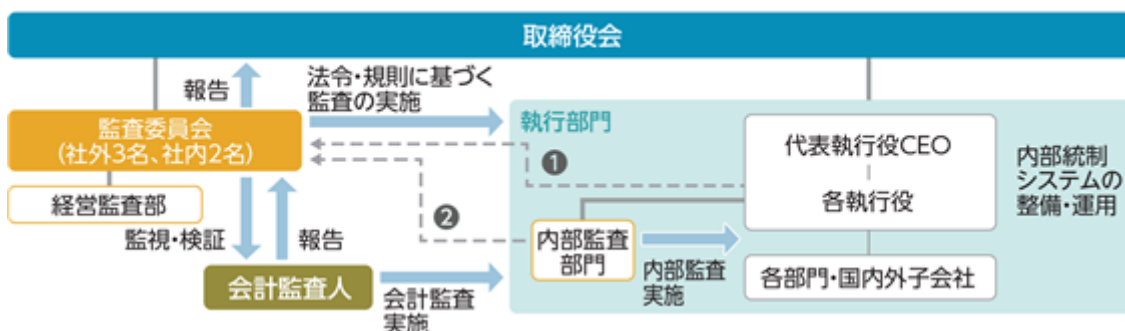 取締役会
報告
法令・規則に基づく
監査の実施
監査委員会
(社外3名、社内2名)
経営監査部
監視・検証
報告
会計監査人
会計監査
実施
執行部門
❶
❷
代表執行役CEO
各執行役
内部統制
システムの
整備・運用
内部監査
部門
内部監査
実施
各部門・国内外子会社